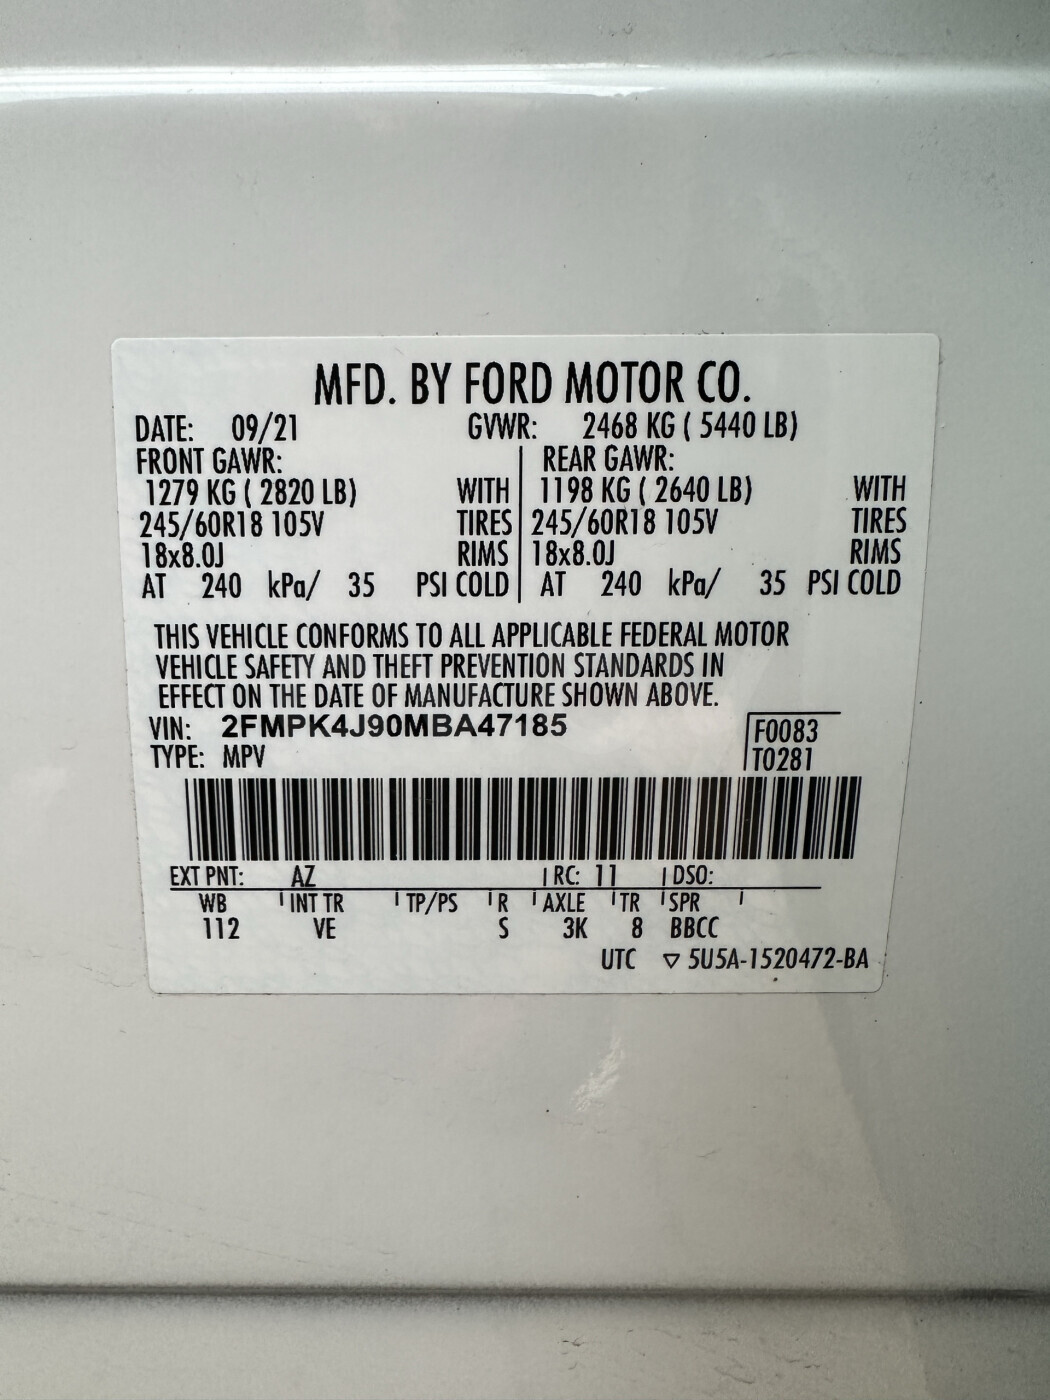 MFD. BY FORD MOTOR CO.
DATE: 09/21 GVWR: 2468 KG ( 5440 LB)
FRONT GAWR: REAR GAWR:
1279 KG ( 2820 LB) WITH 1198 KG ( 2640 LB) WITH
245/60R18 105V TIRES 245/60R18 105V TIRES
18x8.0J RIMS 18x8.0J RIMS
AT 240 kPa/ 35 PSI COLD AT 240 kPa/ 35 PSI COLD
THIS VEHICLE CONFORMS TO ALL APPLICABLE FEDERAL MOTOR
VEHICLE SAFETY AND THEFT PREVENTION STANDARDS IN
EFFECT ON THE DATE OF MANUFACTURE SHOWN ABOVE.
VIN: 2FMPK4J90MBA47185 F0083
TYPE: MPV T0281
EXT PNT: AZ RC: 11 DSO:
WB INT TR TP/PS R AXLE TR SPR
112 VE S 3K 8 BBCC
UTC ▽ 5U5A-1520472-BA